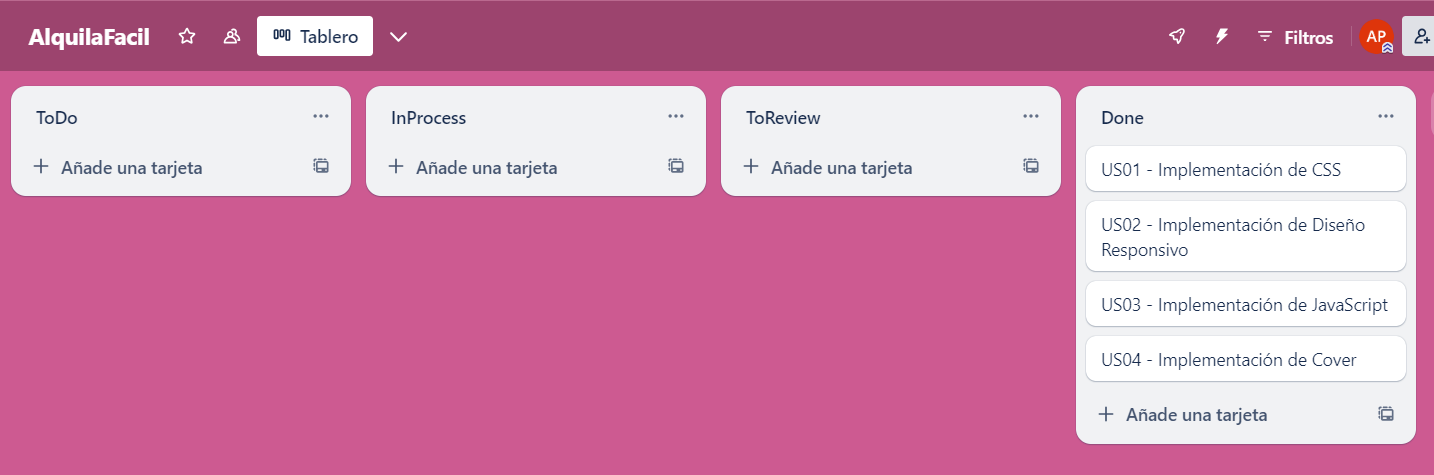 AlquilaFacil
Tablero
Filtros
AP
ToDo
Añade una tarjeta
InProcess
Añade una tarjeta
ToReview
Añade una tarjeta
Done
US01 - Implementación de CSS
US02 - Implementación de Diseño
Responsivo
US03 - Implementación de JavaScript
US04 - Implementación de Cover
Añade una tarjeta